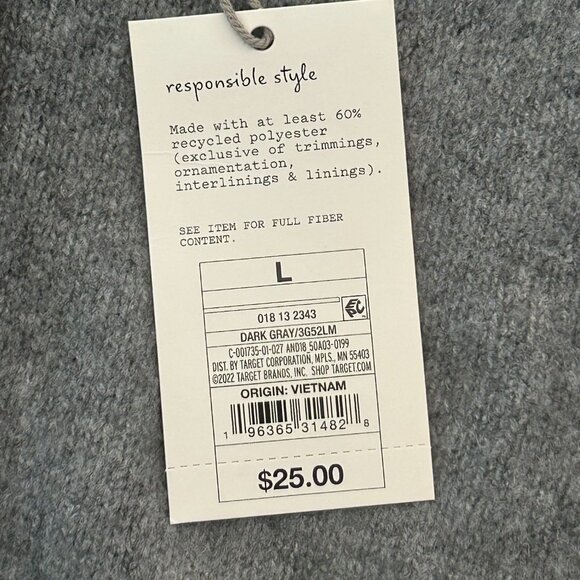 responsible style
Made with at least 60%
recycled polyester
(exclusive of trimmings,
ornamentation,
interlinings & linings).
SEE ITEM FOR FULL FIBER
CONTENT.
L
018 13 2343
EPC
DARK GRAY/3G52LM
C-001735-01-027 AND18_50A03-0199
DIST. BY TARGET CORPORATION, MPLS., MN 55403
©2022 TARGET BRANDS, INC. SHOP TARGET.COM
ORIGIN: VIETNAM
1 96365 31482 8
$25.00